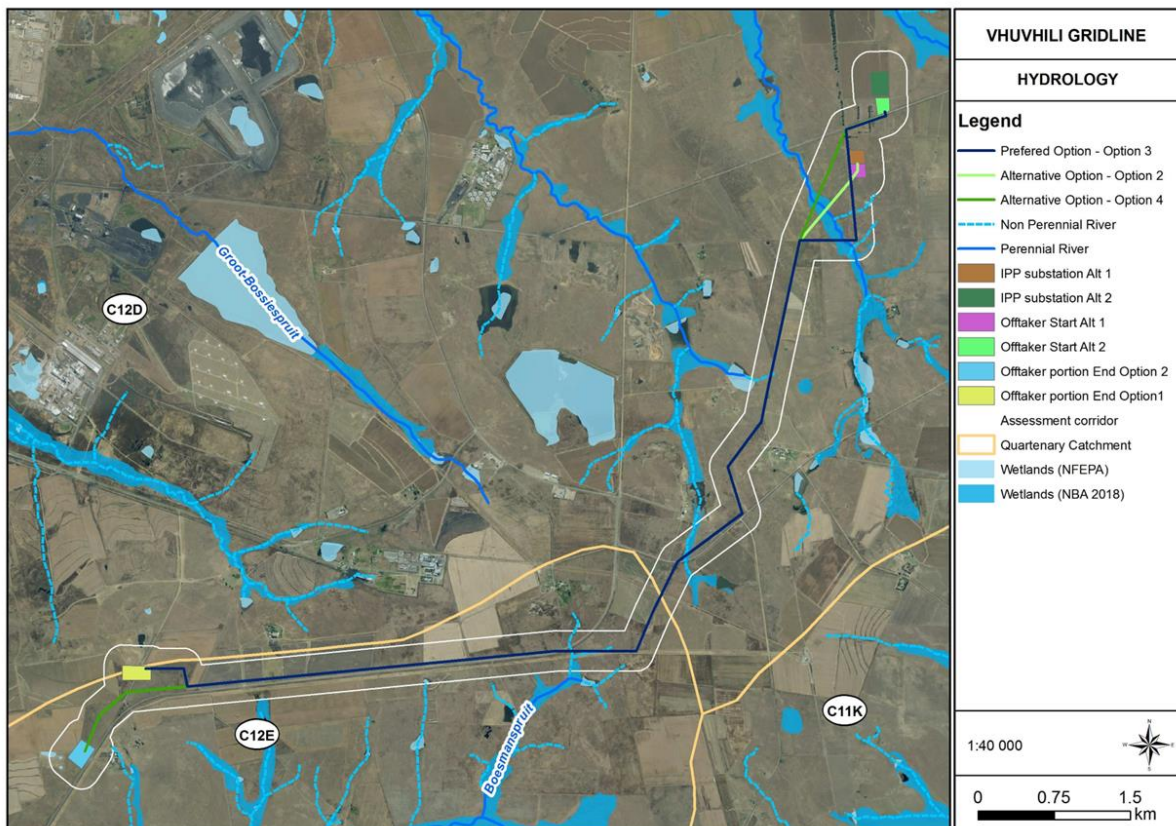 VHUVHILI GRIDLINE
HYDROLOGY
Legend
Prefered Option - Option 3
Alternative Option - Option 2
Alternative Option - Option 4
Non Perennial River
Perennial River
IPP substation Alt 1
IPP substation Alt 2
Offtaker Start Alt 1
Offtaker Start Alt 2
Offtaker portion End Option 2
Offtaker portion End Option1
Assessment corridor
Quartenary Catchment
Wetlands (NFEPA)
Wetlands (NBA 2018)
1:40 000
N
W
E
S
0 0.75 1.5
km
Groot-Bossiespruit
C12D
C12E
Boesmanspruit
C11K